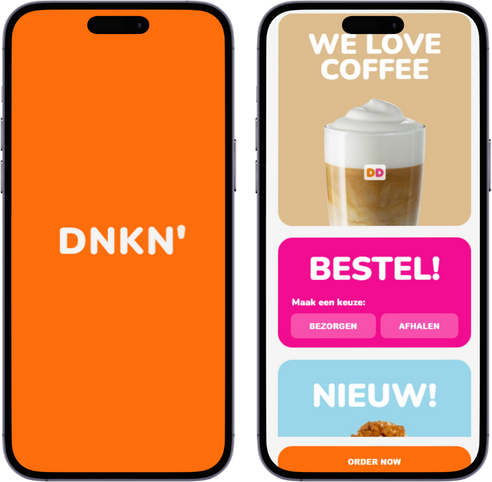 DNKN'
WE LOVE
COFFEE
DD
BESTEL!
Maak een keuze:
BEZORGEN
AFHALEN
NIEUW!
ORDER NOW